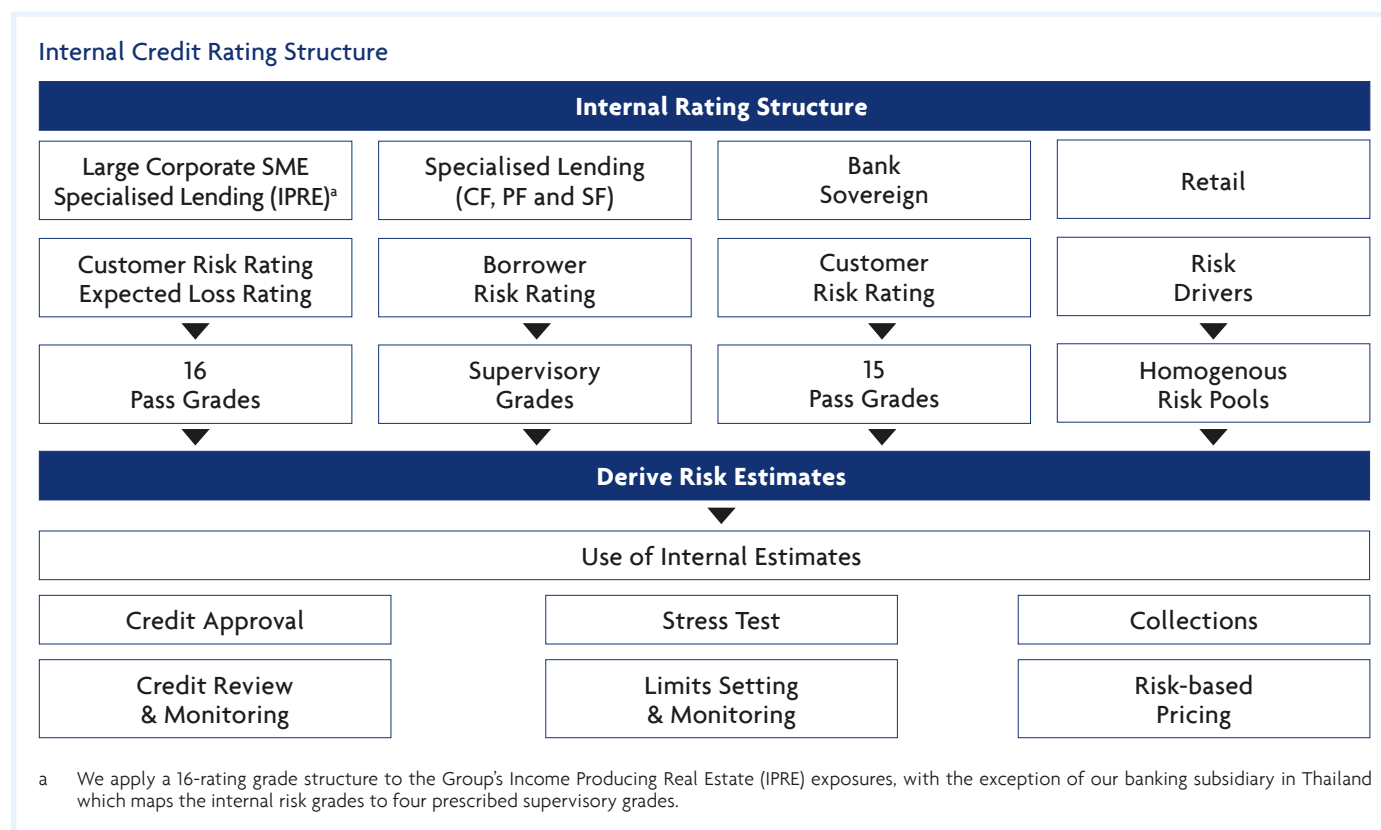 Internal Credit Rating Structure
Internal Rating Structure
Large Corporate SME
Specialised Lending (IPRE)ᵃ
Specialised Lending
(CF, PF and SF)
Bank
Sovereign
Retail
Customer Risk Rating
Expected Loss Rating
Borrower
Risk Rating
Customer
Risk Rating
Risk
Drivers
16
Pass Grades
Supervisory
Grades
15
Pass Grades
Homogenous
Risk Pools
Derive Risk Estimates
Use of Internal Estimates
Credit Approval
Stress Test
Collections
Credit Review
& Monitoring
Limits Setting
& Monitoring
Risk-based
Pricing
a We apply a 16-rating grade structure to the Group’s Income Producing Real Estate (IPRE) exposures, with the exception of our banking subsidiary in Thailand
which maps the internal risk grades to four prescribed supervisory grades.